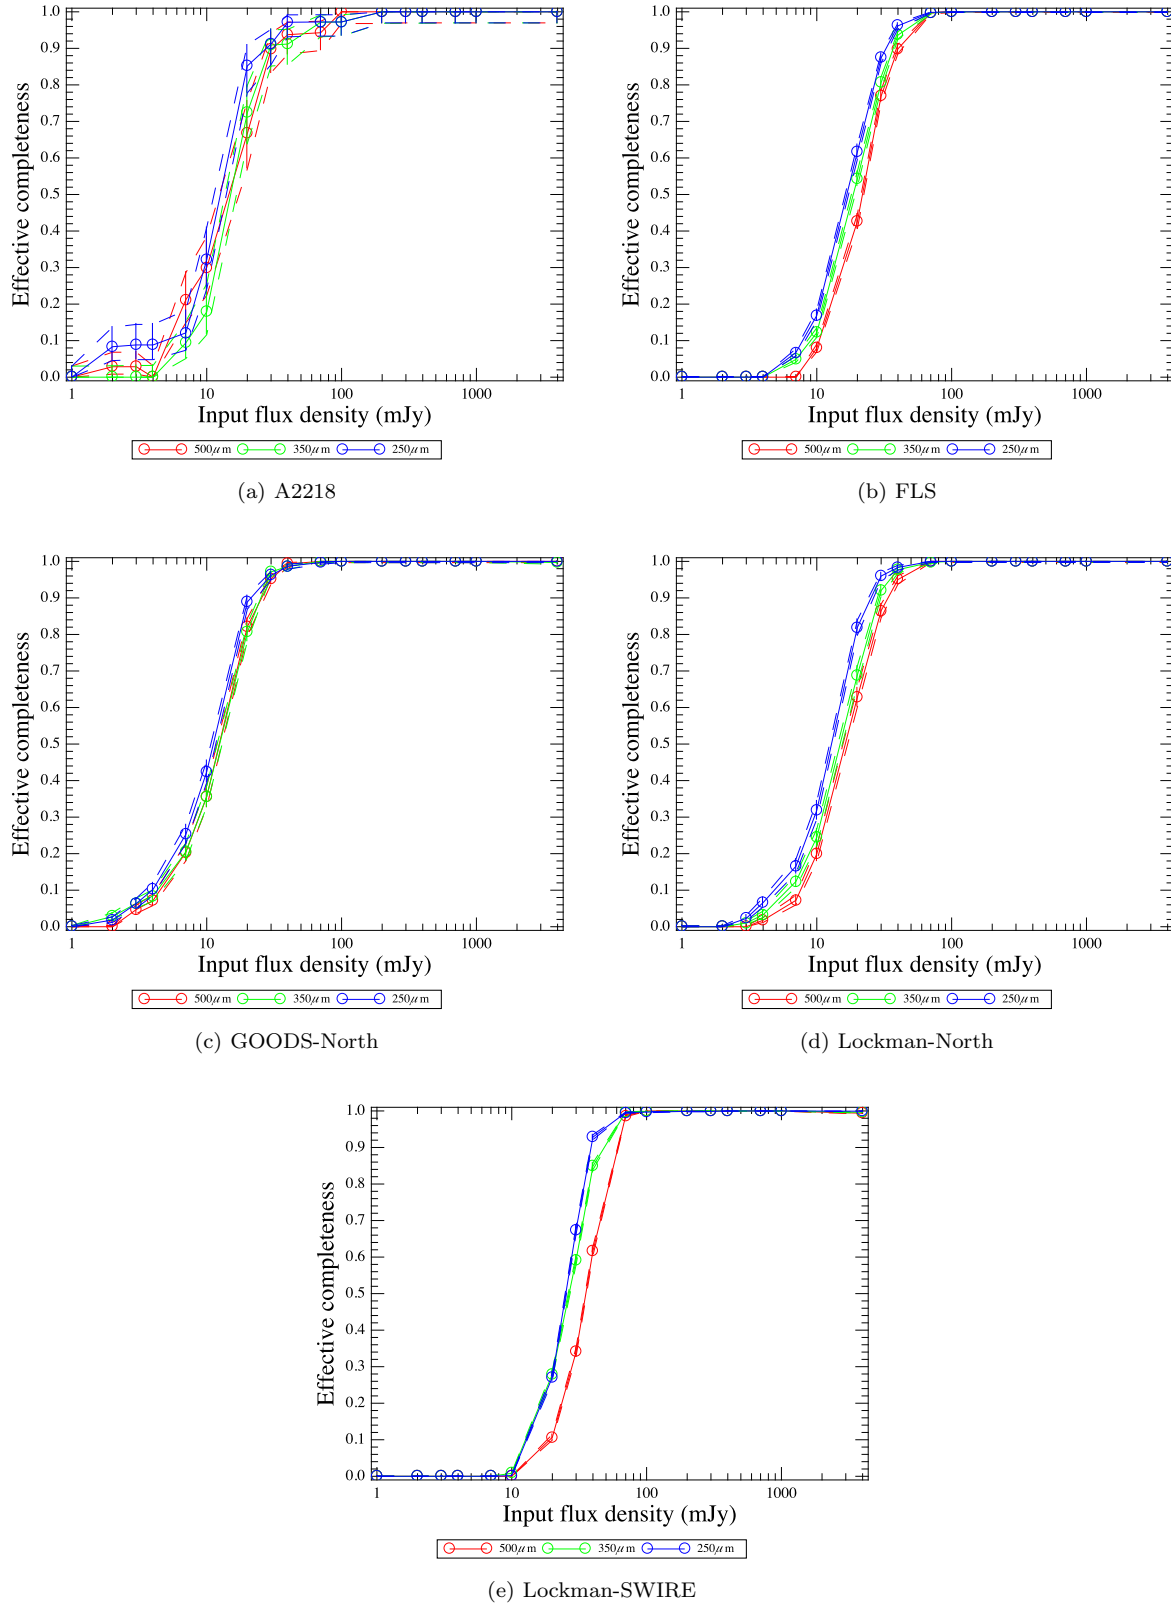 1.0
0.9
0.8
0.7
0.6
0.5
0.4
0.3
0.2
0.1
0.0
Effective completeness
1 10 100 1000
Input flux density (mJy)
500μm 350μm 250μm
(a) A2218
1.0
0.9
0.8
0.7
0.6
0.5
0.4
0.3
0.2
0.1
0.0
Effective completeness
1 10 100 1000
Input flux density (mJy)
500μm 350μm 250μm
(b) FLS
1.0
0.9
0.8
0.7
0.6
0.5
0.4
0.3
0.2
0.1
0.0
Effective completeness
1 10 100 1000
Input flux density (mJy)
500μm 350μm 250μm
(c) GOODS-North
1.0
0.9
0.8
0.7
0.6
0.5
0.4
0.3
0.2
0.1
0.0
Effective completeness
1 10 100 1000
Input flux density (mJy)
500μm 350μm 250μm
(d) Lockman-North
1.0
0.9
0.8
0.7
0.6
0.5
0.4
0.3
0.2
0.1
0.0
Effective completeness
1 10 100 1000
Input flux density (mJy)
500μm 350μm 250μm
(e) Lockman-SWIRE